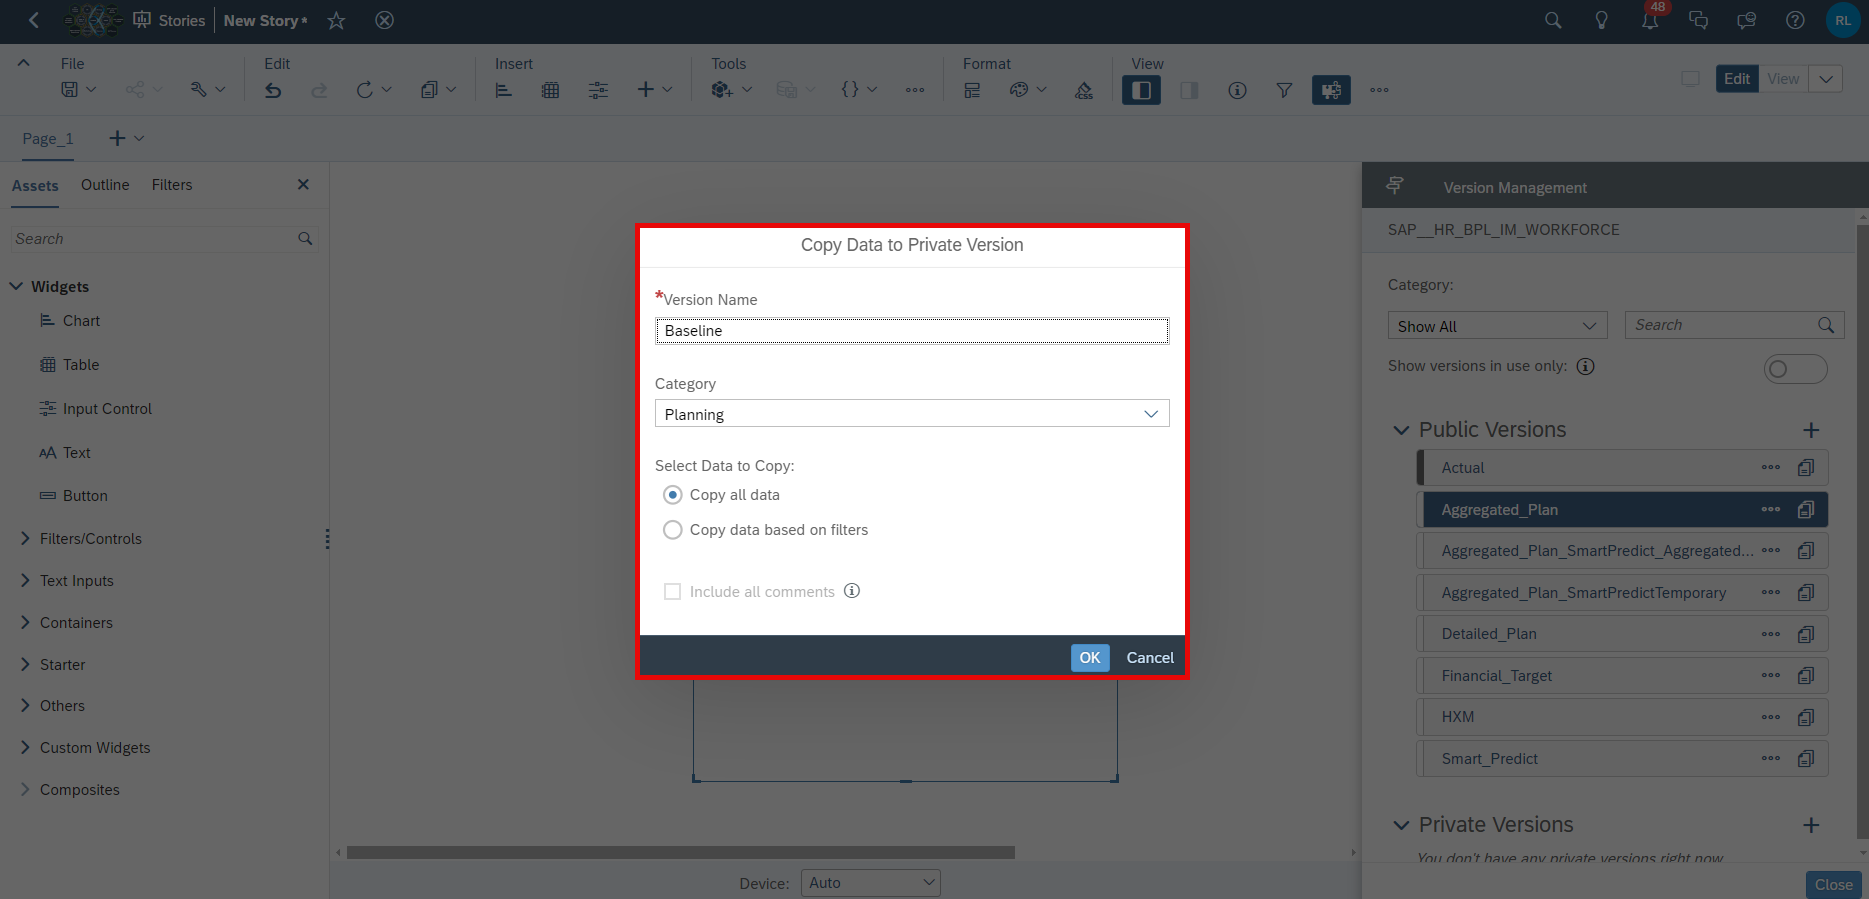 Stories
New Story *
48
RL
File
Edit
Insert
Tools
Format
View
CSS
Edit
View
Page_1
Assets
Outline
Filters
Search
Widgets
Chart
Table
Input Control
AA Text
Button
Filters/Controls
Text Inputs
Containers
Starter
Others
Custom Widgets
Composites
Copy Data to Private Version
*Version Name
Baseline
Category
Planning
Select Data to Copy:
Copy all data
Copy data based on filters
Include all comments
OK
Cancel
Device:
Auto
Version Management
SAP__HR_BPL_IM_WORKFORCE
Category:
Show All
Search
Show versions in use only:
Public Versions
Actual
Aggregated_Plan
Aggregated_Plan_SmartPredict_Aggregated...
Aggregated_Plan_SmartPredictTemporary
Detailed_Plan
Financial_Target
HXM
Smart_Predict
Private Versions
You don't have any private versions right now
Close